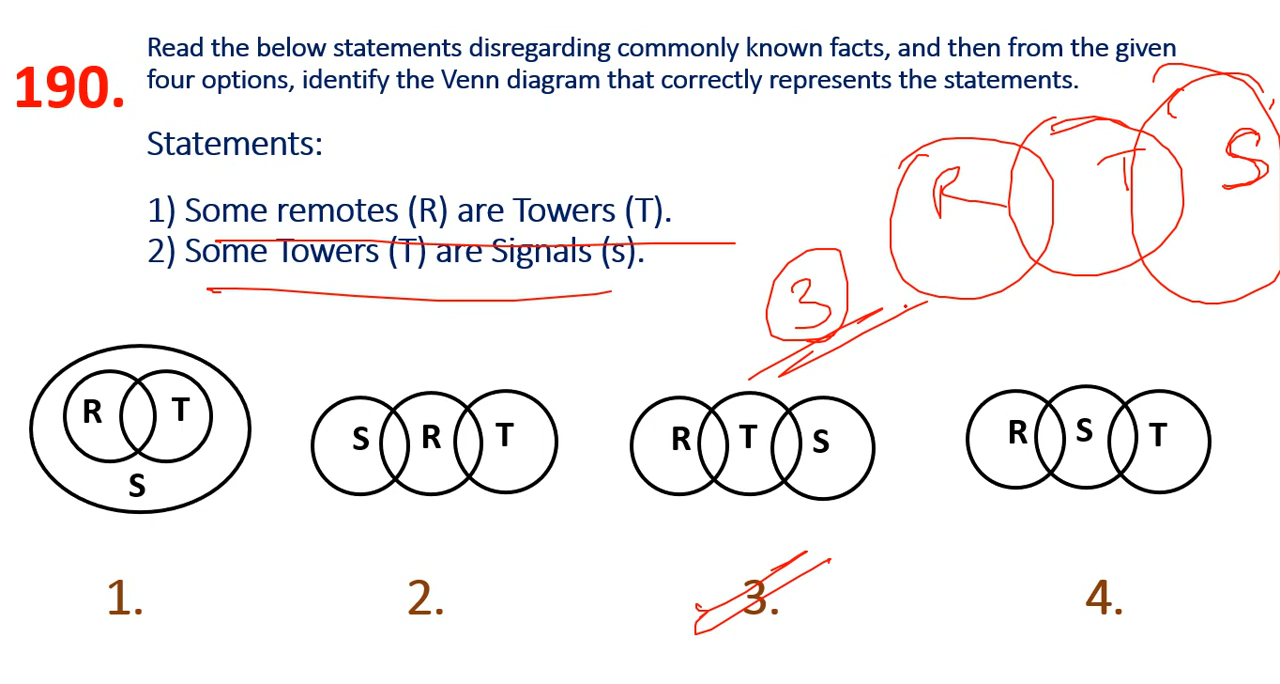 190.
Read the below statements disregarding commonly known facts, and then from the given
four options, identify the Venn diagram that correctly represents the statements.
Statements:
1) Some remotes (R) are Towers (T).
2) Some Towers (T) are Signals (s).
R T S
3
R T
S
S R T
R T S
R S T
1. 2. 3. 4.